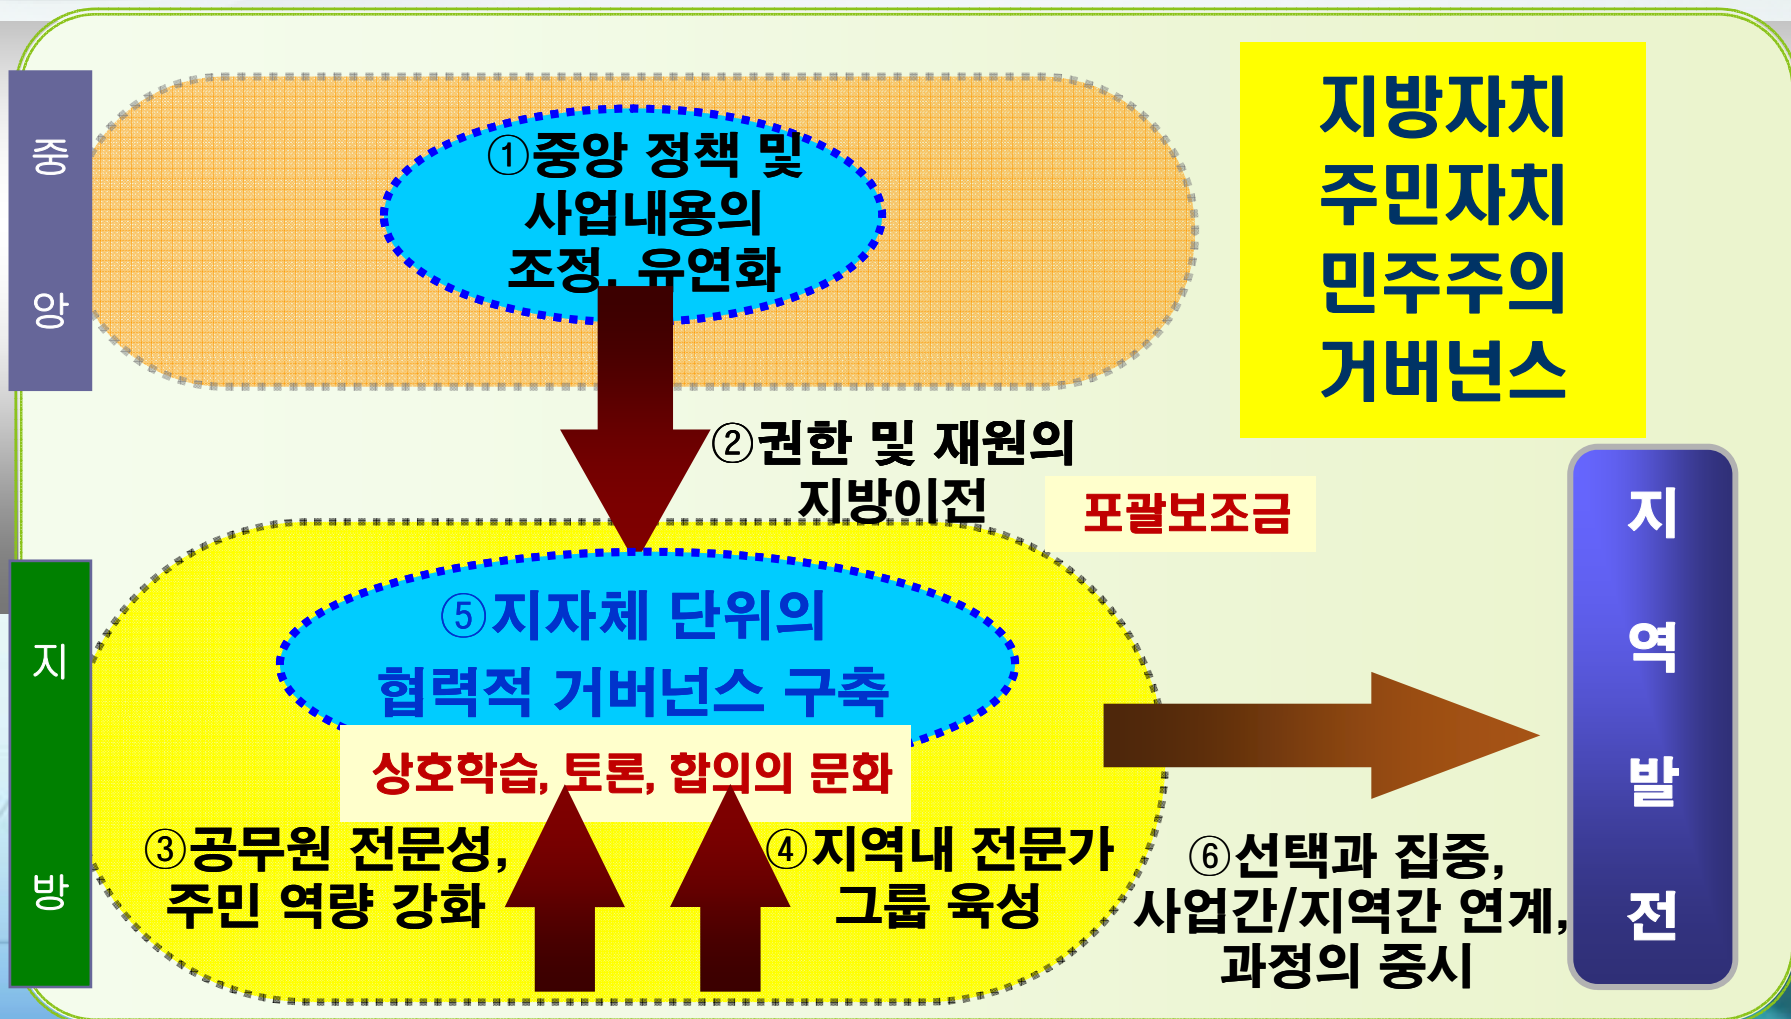 중
앙
①중앙 정책 및
사업내용의
조정, 유연화
지방자치
주민자치
민주주의
거버넌스
②권한 및 재원의
지방이전
포괄보조금
지
방
⑤지자체 단위의
협력적 거버넌스 구축
상호학습, 토론, 합의의 문화
③공무원 전문성,
주민 역량 강화
④지역내 전문가
그룹 육성
⑥선택과 집중,
사업간/지역간 연계,
과정의 중시
지
역
발
전